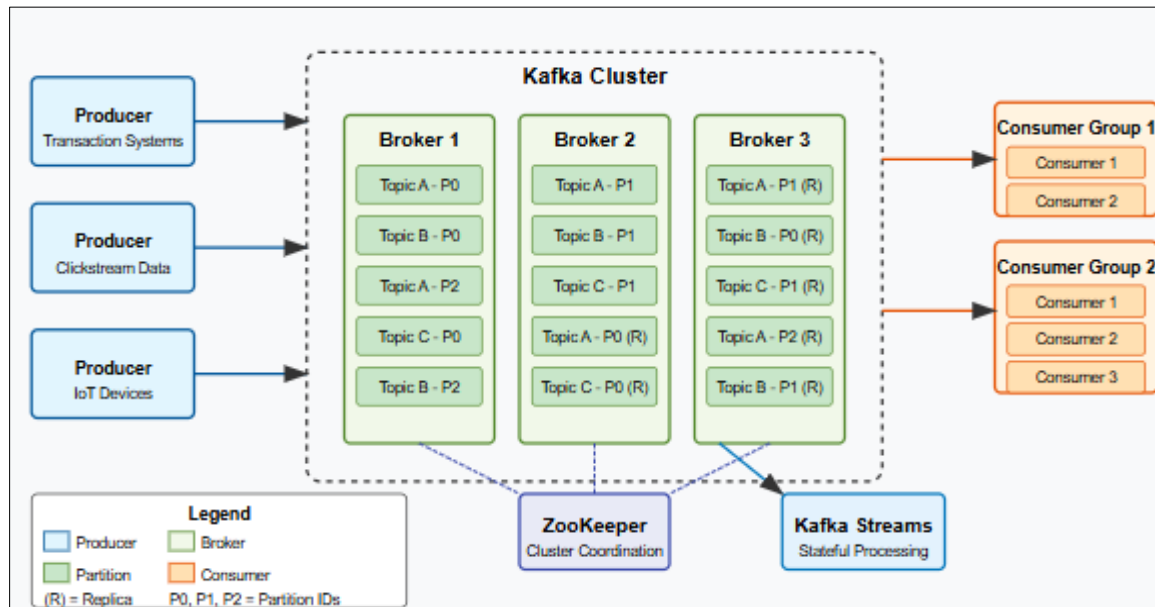 Kafka Cluster
Producer
Transaction Systems
Producer
Clickstream Data
Producer
IoT Devices
Broker 1
Topic A - P0
Topic B - P0
Topic A - P2
Topic C - P0
Topic B - P2
Broker 2
Topic A - P1
Topic B - P1
Topic C - P1
Topic A - P0 (R)
Topic C - P0 (R)
Broker 3
Topic A - P1 (R)
Topic B - P0 (R)
Topic C - P1 (R)
Topic A - P2 (R)
Topic B - P1 (R)
Consumer Group 1
Consumer 1
Consumer 2
Consumer Group 2
Consumer 1
Consumer 2
Consumer 3
ZooKeeper
Cluster Coordination
Kafka Streams
Stateful Processing
Legend
Producer
Broker
Partition
Consumer
(R) = Replica
P0, P1, P2 = Partition IDs